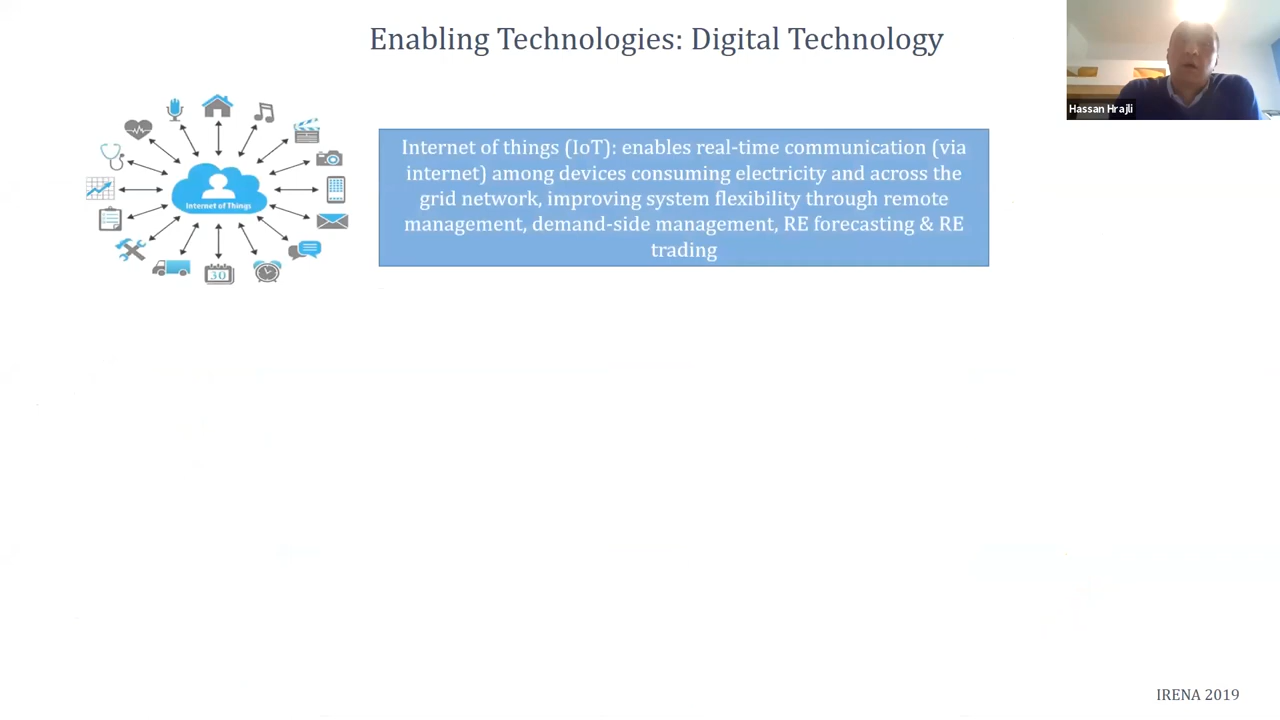 Enabling Technologies: Digital Technology
Hassan Hrajli
Internet of things (IoT): enables real-time communication (via
internet) among devices consuming electricity and across the
grid network, improving system flexibility through remote
management, demand-side management, RE forecasting & RE
trading
Internet of Things
30
IRENA 2019